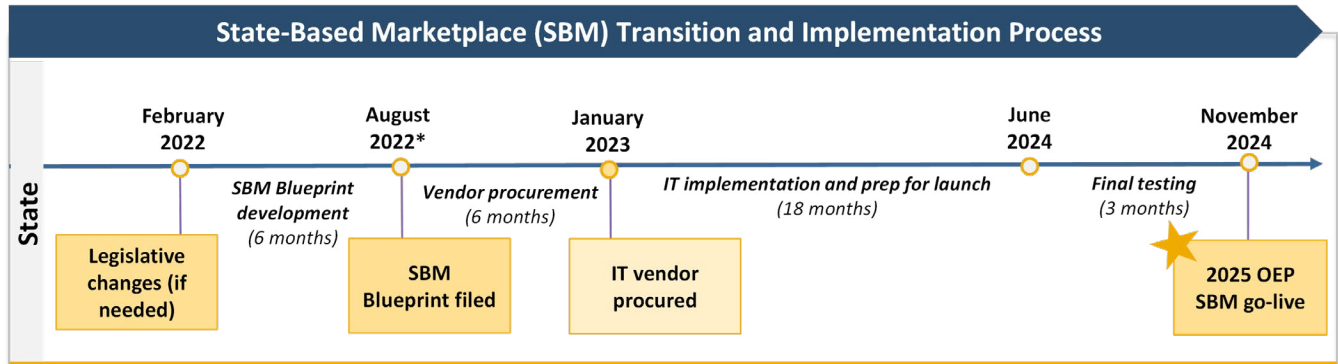 State-Based Marketplace (SBM) Transition and Implementation Process
State
February
2022
August
2022*
January
2023
June
2024
November
2024
SBM Blueprint
development
(6 months)
Vendor procurement
(6 months)
IT implementation and prep for launch
(18 months)
Final testing
(3 months)
Legislative
changes (if
needed)
SBM
Blueprint filed
IT vendor
procured
2025 OEP
SBM go-live